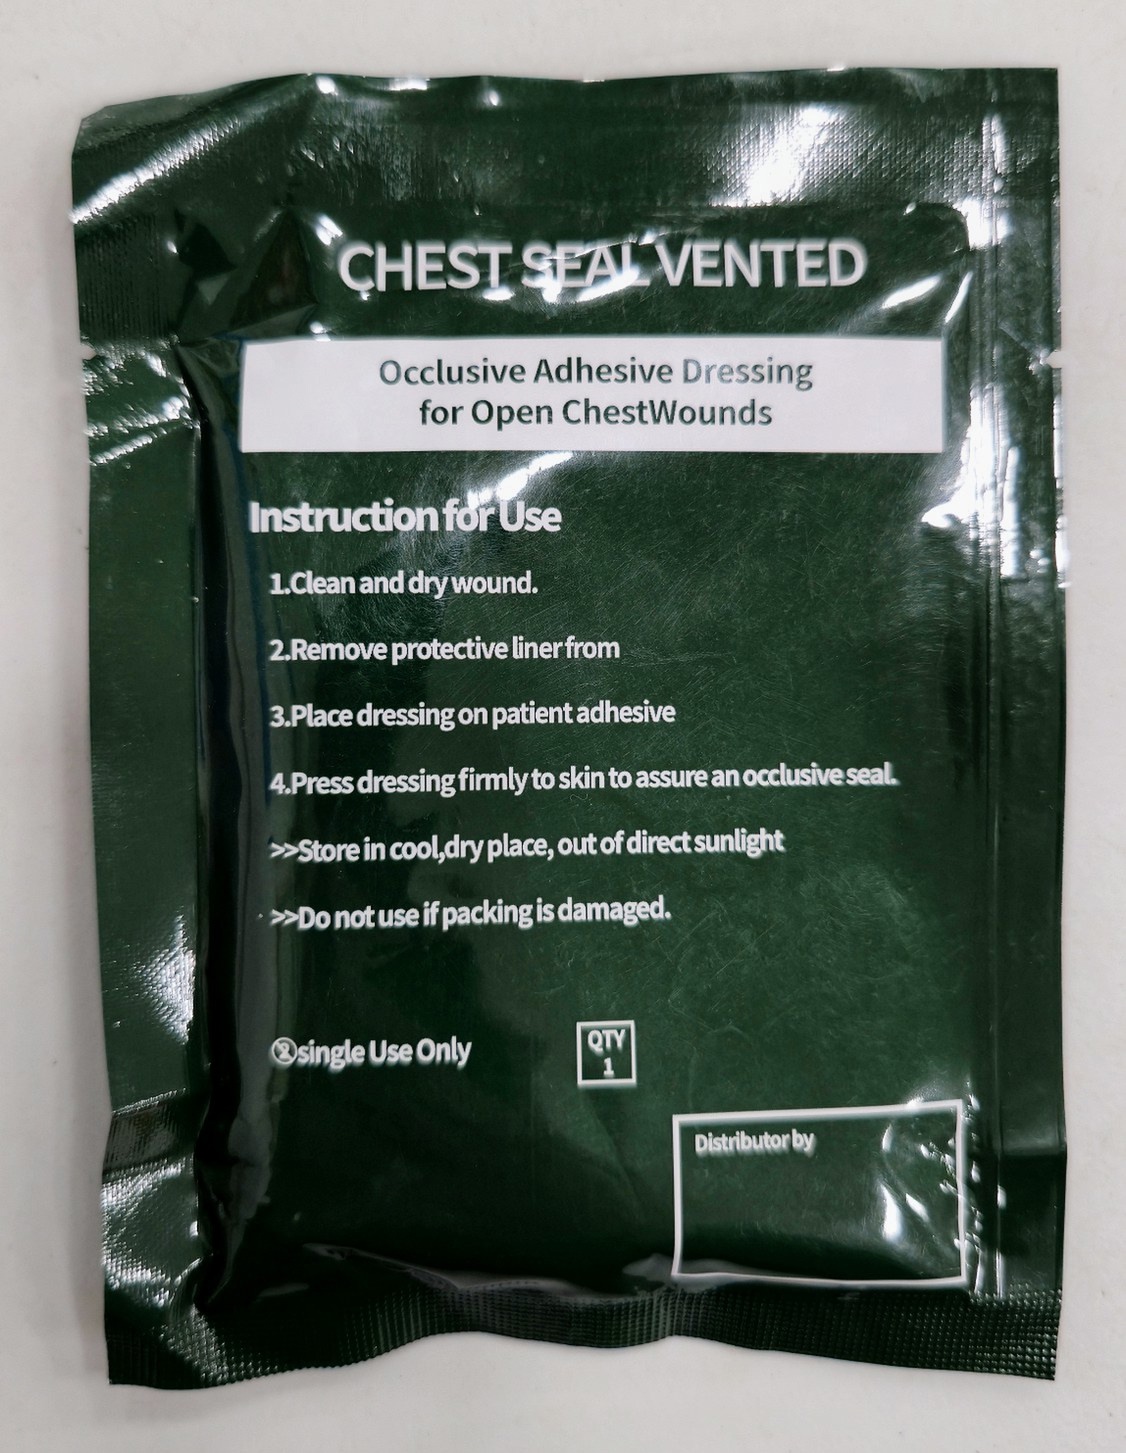 CHEST SEAL VENTED
Occlusive Adhesive Dressing
for Open ChestWounds
Instruction for Use
1.Clean and dry wound.
2.Remove protective liner from
3.Place dressing on patient adhesive
4.Press dressing firmly to skin to assure an occlusive seal.
>>Store in cool,dry place, out of direct sunlight
>>Do not use if packing is damaged.
②single Use Only
QTY
1
Distributor by